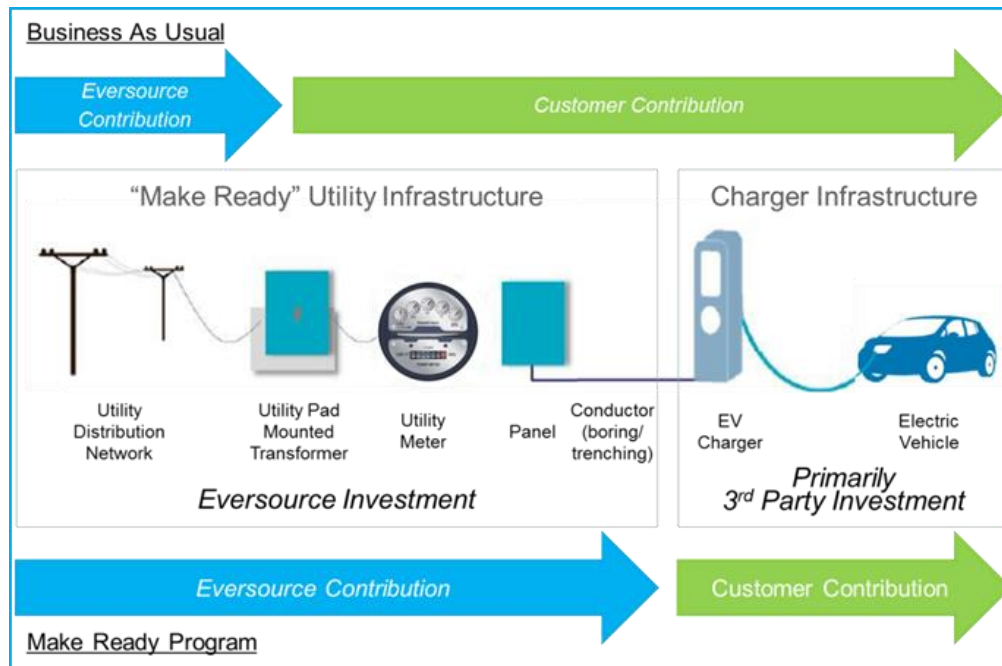 Business As Usual
Eversource
Contribution
Customer Contribution
“Make Ready” Utility Infrastructure
Charger Infrastructure
Utility
Distribution
Network
Utility Pad
Mounted
Transformer
Utility
Meter
Panel
Conductor
(boring/
trenching)
EV
Charger
Electric
Vehicle
Eversource Investment
Primarily
3rd Party Investment
Eversource Contribution
Customer Contribution
Make Ready Program